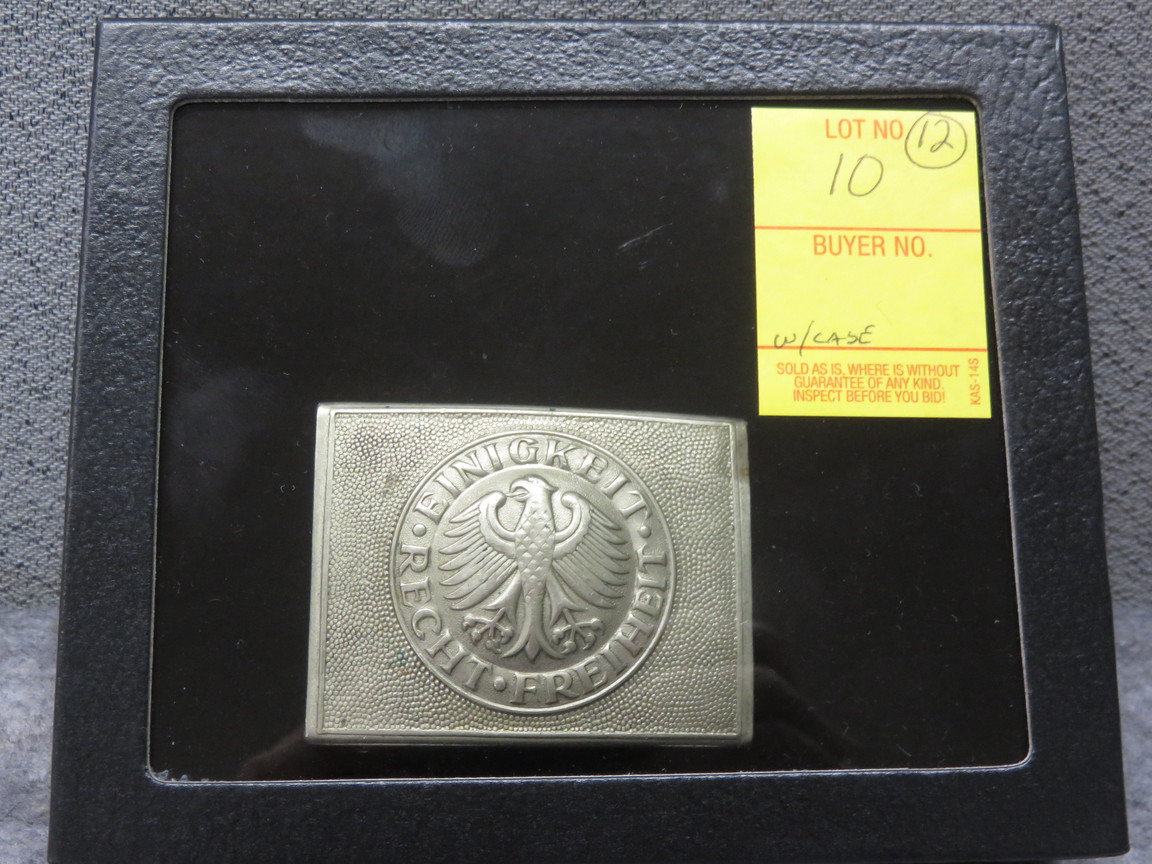 LOT NO. 12
10
BUYER NO.
W/CASE
SOLD AS IS, WHERE IS WITHOUT
GUARANTEE OF ANY KIND.
INSPECT BEFORE YOU BID!
KAS-14S
EINIGKEIT · RECHT · FREIHEIT ·